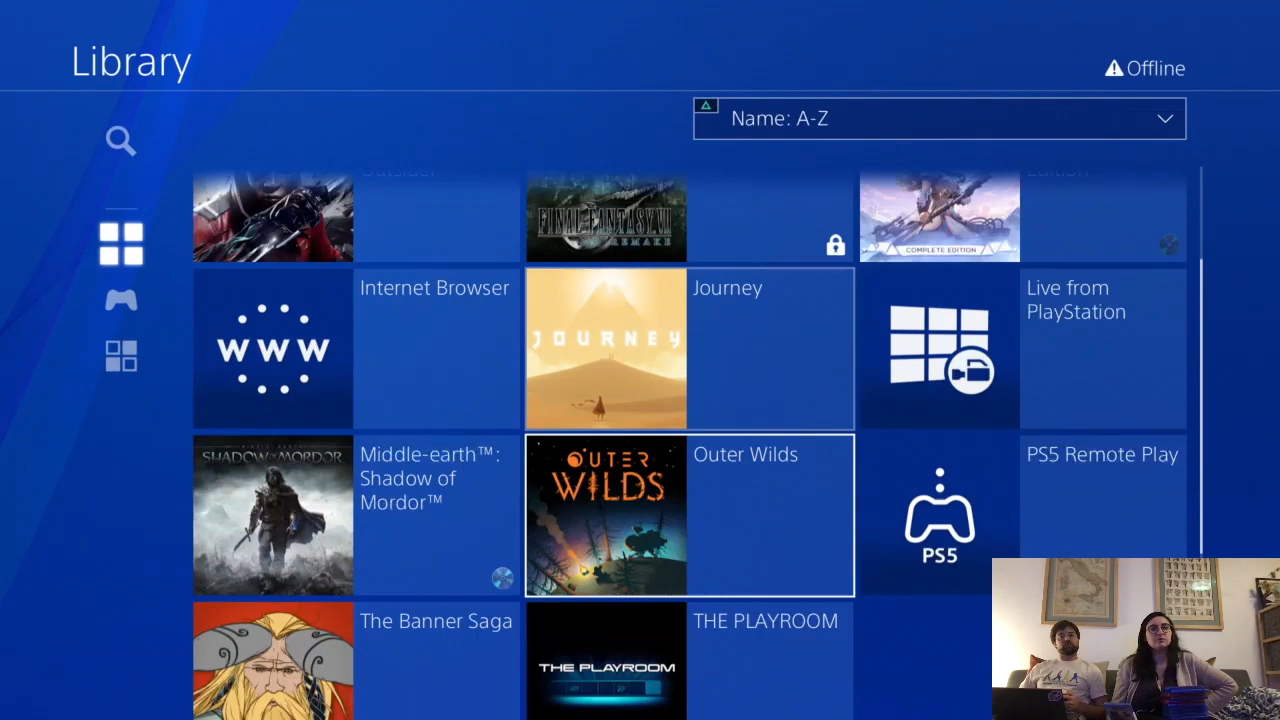 Library
Offline
Name: A-Z
Outsider
Edition
FINAL FANTASY VII
REMAKE
COMPLETE EDITION
Internet Browser
WWW
Journey
JOURNEY
Live from
PlayStation
SHADOW OF MORDOR
Middle-earth™:
Shadow of
Mordor™
OUTER
WILDS
Outer Wilds
PS5 Remote Play
PS5
The Banner Saga
THE PLAYROOM
THE PLAYROOM